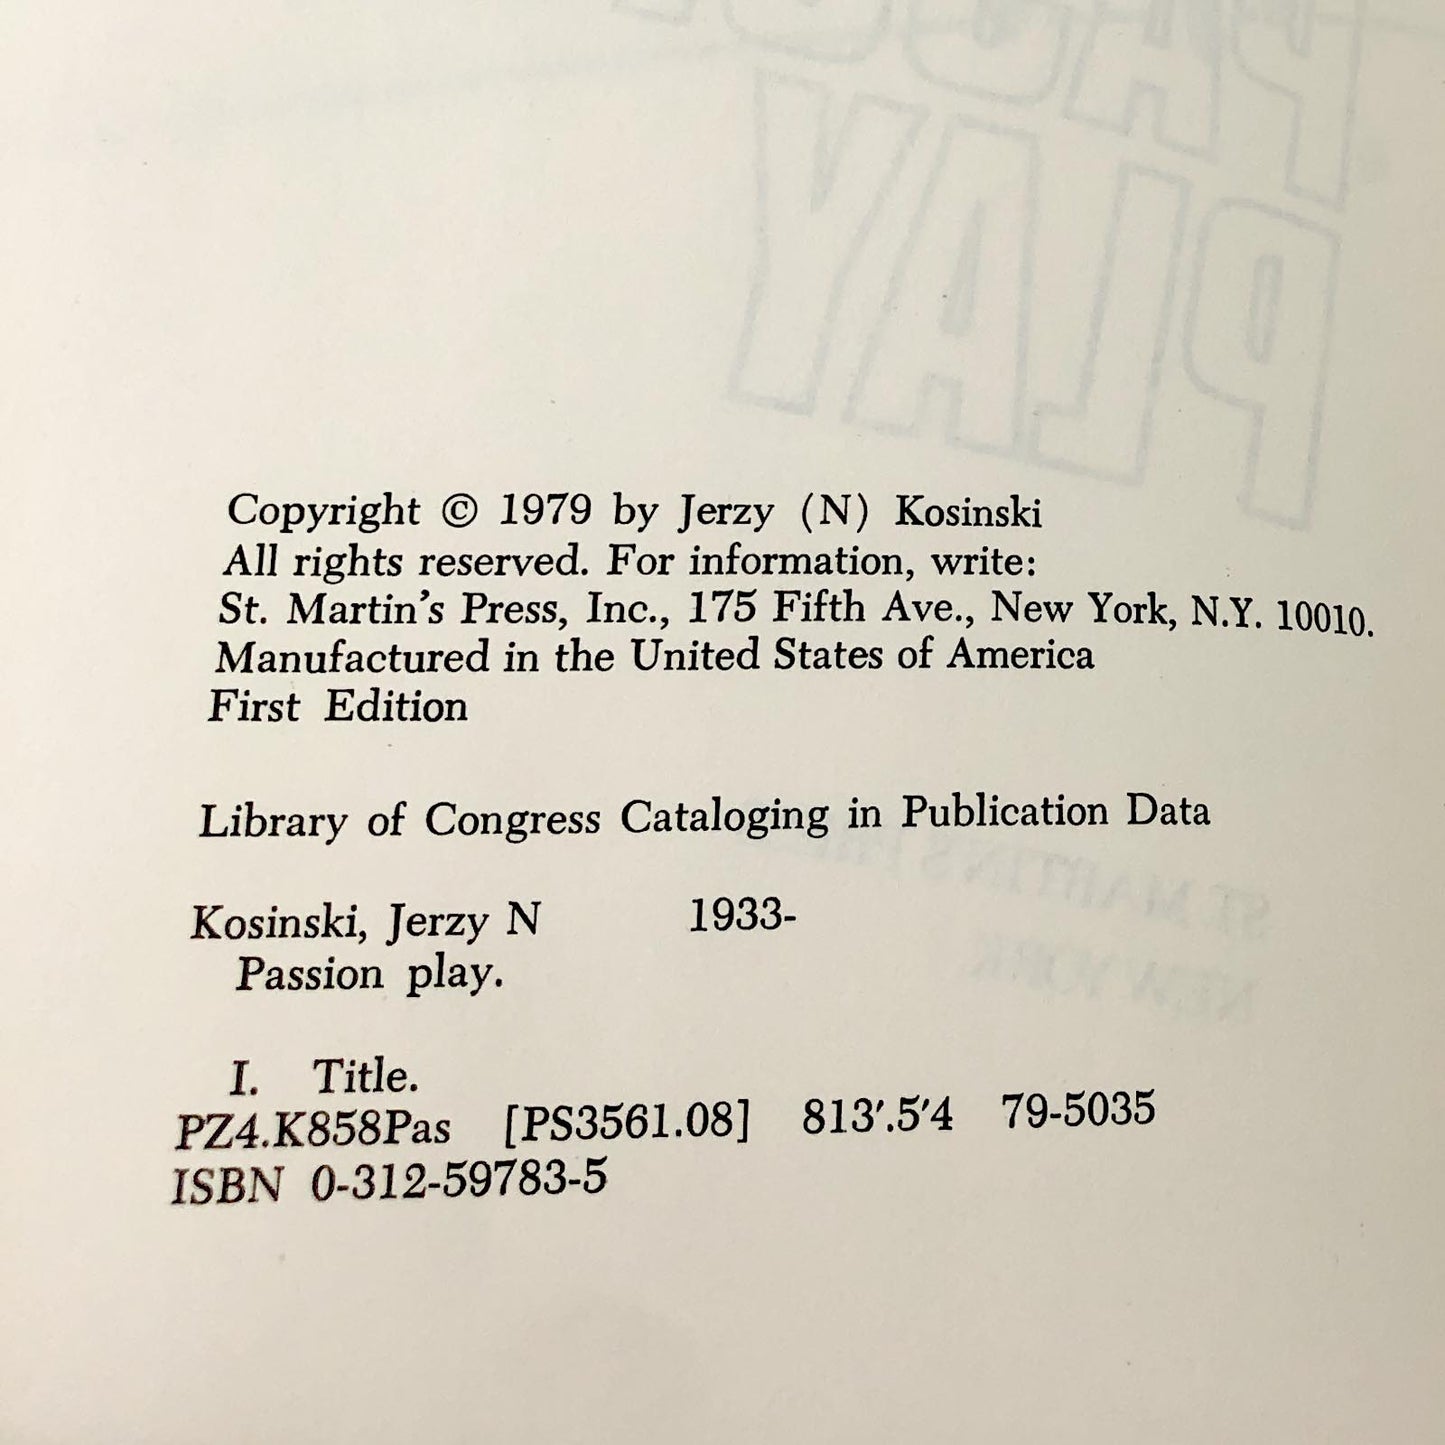 Copyright © 1979 by Jerzy (N) Kosinski
All rights reserved. For information, write:
St. Martin's Press, Inc., 175 Fifth Ave., New York, N.Y. 10010.
Manufactured in the United States of America
First Edition
Library of Congress Cataloging in Publication Data
Kosinski, Jerzy N 1933-
Passion play.
I. Title.
PZ4.K858Pas [PS3561.08] 813'.5'4 79-5035
ISBN 0-312-59783-5